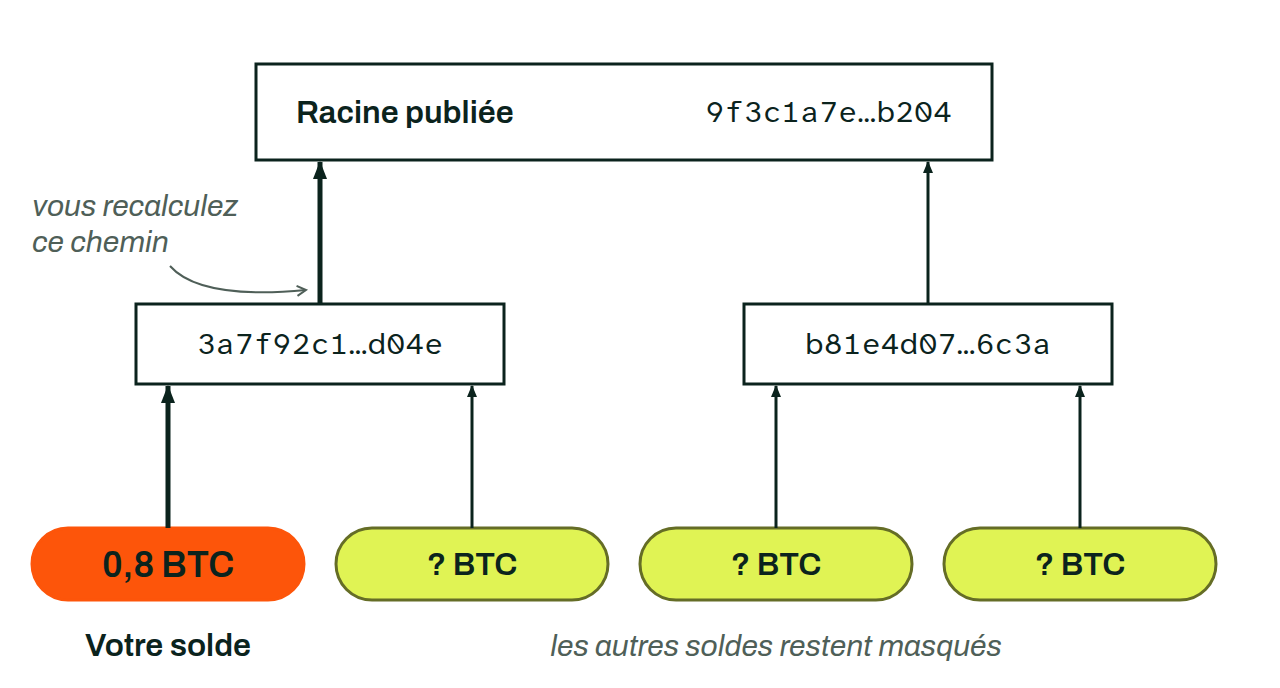 Racine publiée
9f3c1a7e…b204
vous recalculez
ce chemin
3a7f92c1…d04e
b81e4d07…6c3a
0,8 BTC
? BTC
? BTC
? BTC
Votre solde
les autres soldes restent masqués